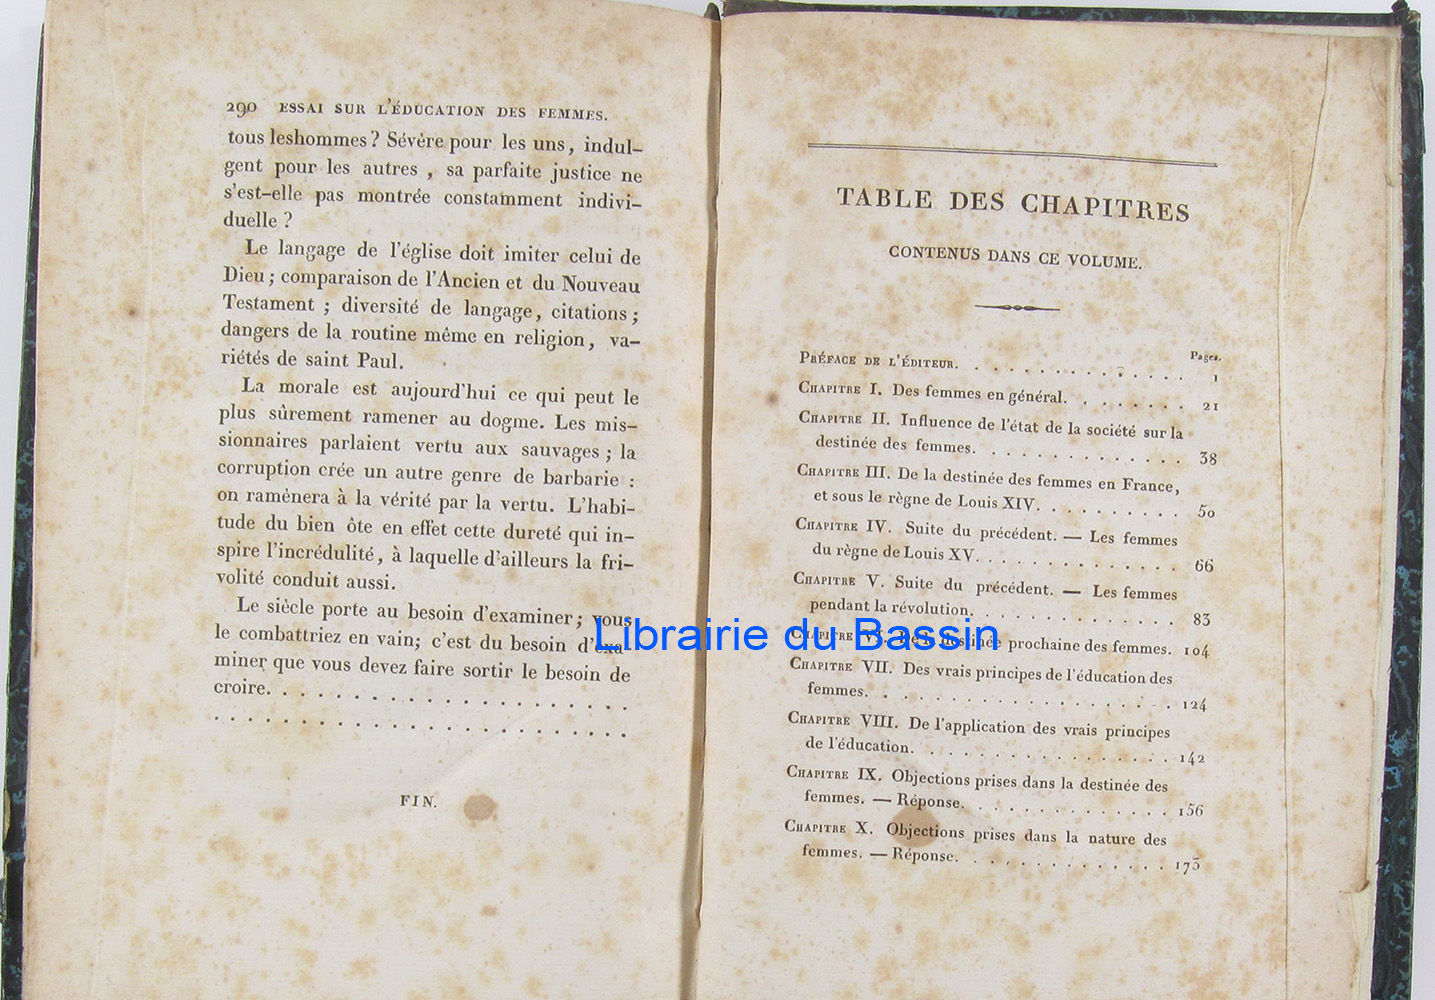 290 ESSAI SUR L'ÉDUCATION DES FEMMES.
tous leshommes ? Sévère pour les uns, indul-
gent pour les autres , sa parfaite justice ne
s'est-elle pas montrée constamment indivi-
duelle ?
Le langage de l'église doit imiter celui de
Dieu ; comparaison de l'Ancien et du Nouveau
Testament ; diversité de langage, citations ;
dangers de la routine même en religion, va-
riétés de saint Paul.
La morale est aujourd'hui ce qui peut le
plus sûrement ramener au dogme. Les mis-
sionnaires parlaient vertu aux sauvages ; la
corruption crée un autre genre de barbarie :
on ramènera à la vérité par la vertu. L'habi-
tude du bien ôte en effet cette dureté qui in-
spire l'incrédulité, à laquelle d'ailleurs la fri-
volité conduit aussi.
Le siècle porte au besoin d'examiner ; vous
le combattriez en vain; c'est du besoin d'exa-
miner que vous devez faire sortir le besoin de
croire. . . . . . . . . . . . . . . . . . . . . .
. . . . . . . . . . . . . . . . . . . . . . . . .
FIN.
TABLE DES CHAPITRES
CONTENUS DANS CE VOLUME.
Pages.
PRÉFACE DE L'ÉDITEUR. . . . . . . . . . . . . . 1
CHAPITRE I. Des femmes en général. . . . . . . . 21
CHAPITRE II. Influence de l'état de la société sur la
destinée des femmes. . . . . . . . . . . . . 38
CHAPITRE III. De la destinée des femmes en France,
et sous le règne de Louis XIV. . . . . . . . . . 50
CHAPITRE IV. Suite du précédent. — Les femmes
du règne de Louis XV. . . . . . . . . . . . . . 66
CHAPITRE V. Suite du précédent. — Les femmes
pendant la révolution. . . . . . . . . . . . . . 83
CHAPITRE VI. De la destinée prochaine des femmes. 104
CHAPITRE VII. Des vrais principes de l'éducation des
femmes. . . . . . . . . . . . . . . . . . . . 124
CHAPITRE VIII. De l'application des vrais principes
de l'éducation. . . . . . . . . . . . . . . . . 142
CHAPITRE IX. Objections prises dans la destinée des
femmes. — Réponse. . . . . . . . . . . . . . 156
CHAPITRE X. Objections prises dans la nature des
femmes. — Réponse. . . . . . . . . . . . . . 173
Librairie du Bassin